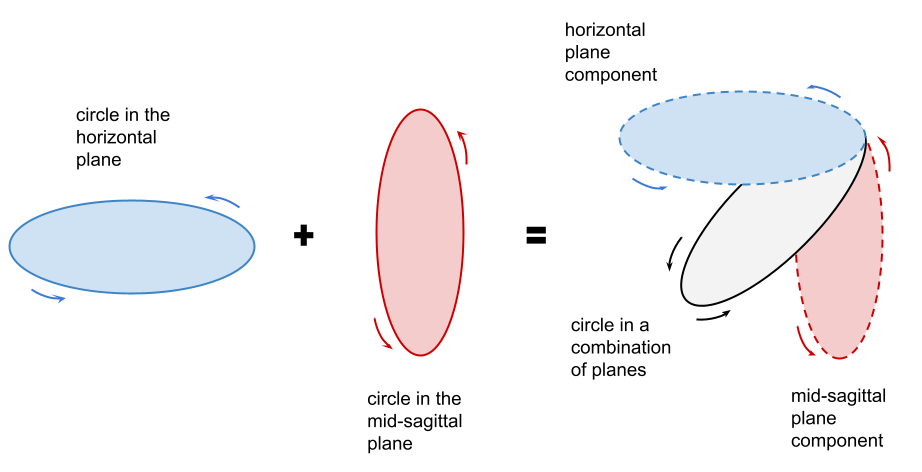 circle in the
horizontal
plane
+
circle in the
mid-sagittal
plane
=
horizontal
plane
component
circle in a
combination
of planes
mid-sagittal
plane
component